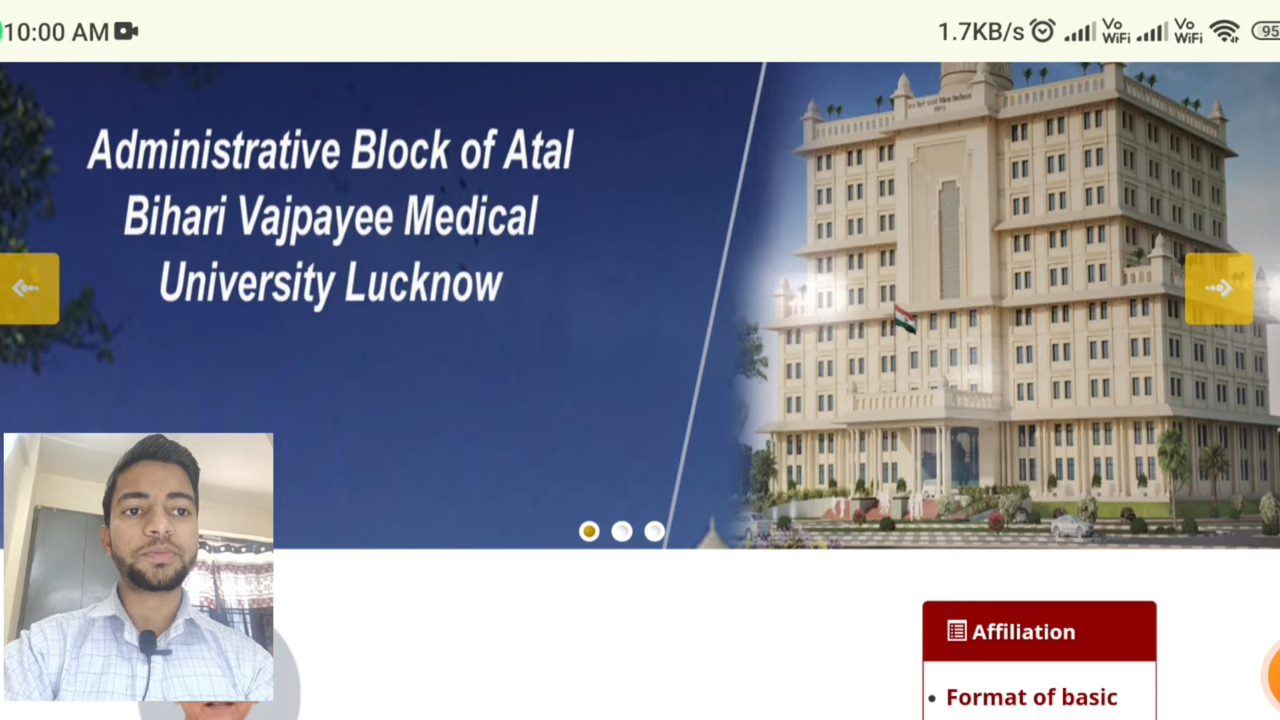 10:00 AM
1.7KB/s
Vo
WiFi
Vo
WiFi
95
Administrative Block of Atal
Bihari Vajpayee Medical
University Lucknow
Affiliation
Format of basic